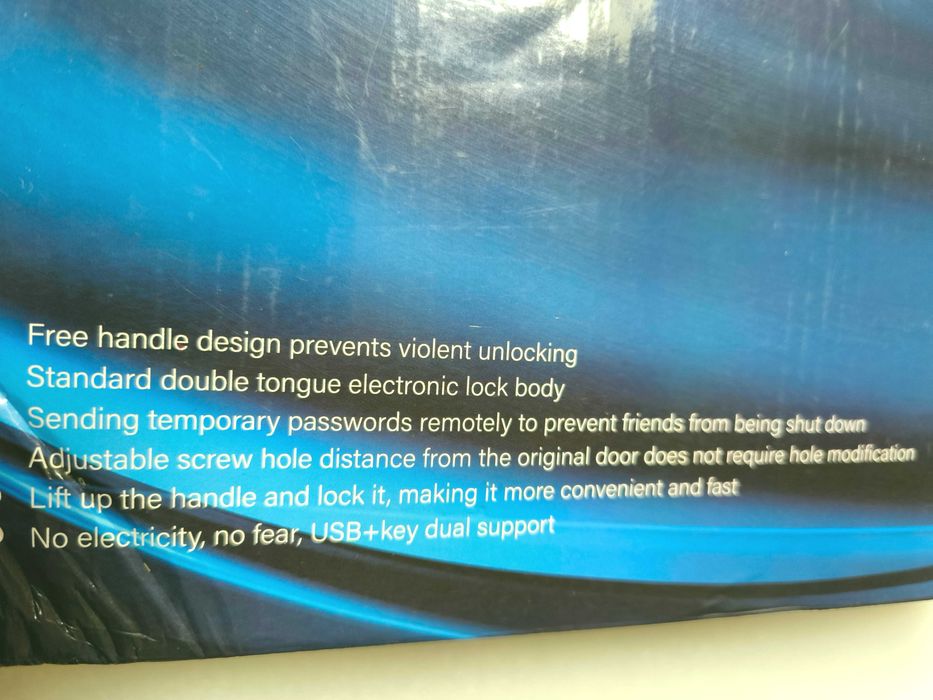 Free handle design prevents violent unlocking
Standard double tongue electronic lock body
Sending temporary passwords remotely to prevent friends from being shut down
Adjustable screw hole distance from the original door does not require hole modification
Lift up the handle and lock it, making it more convenient and fast
No electricity, no fear, USB+key dual support